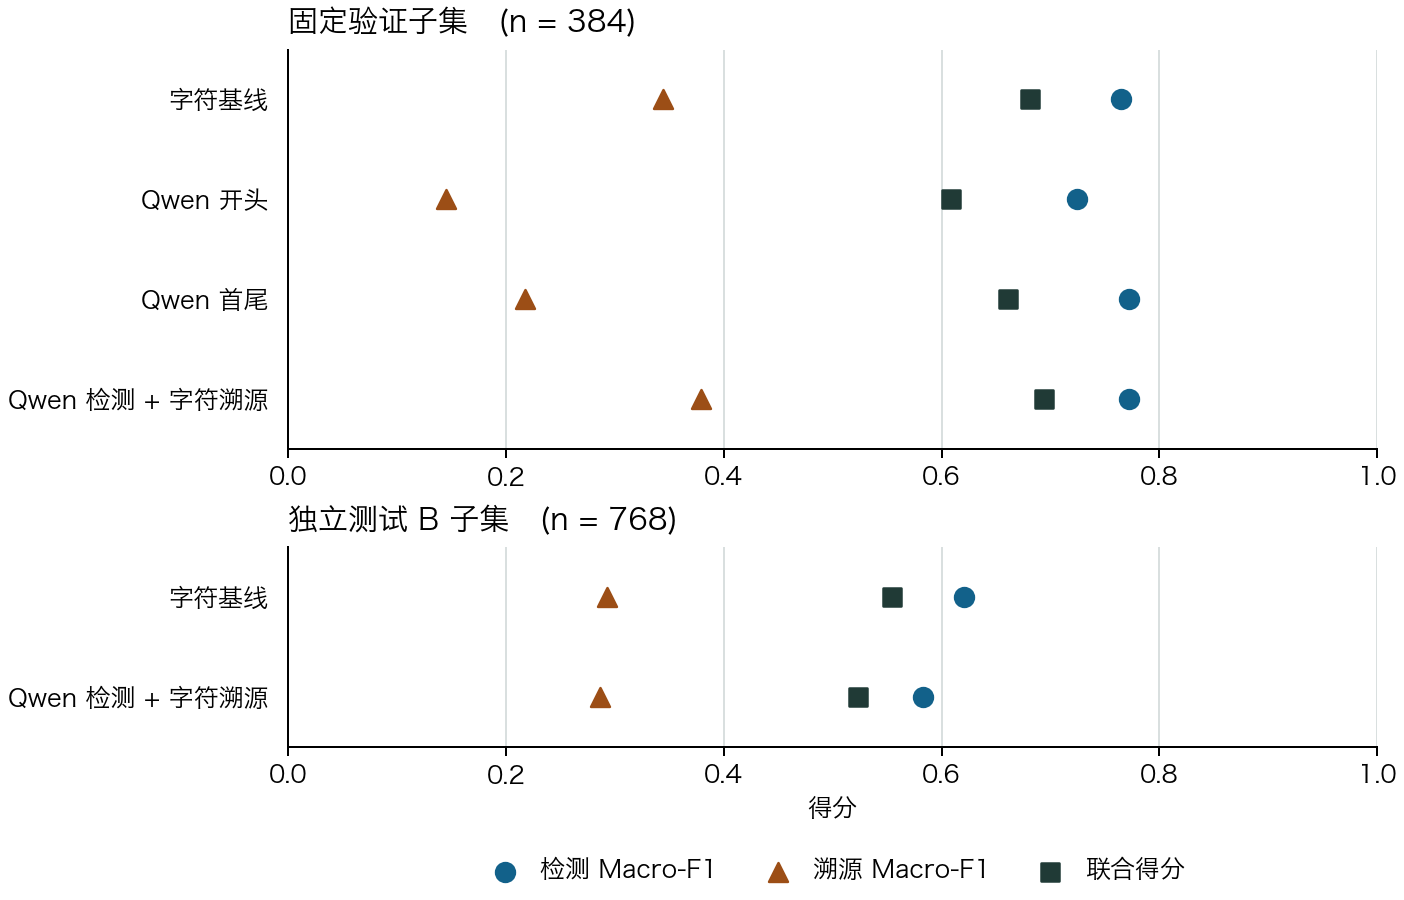 固定验证子集 (n = 384)
字符基线
Qwen 开头
Qwen 首尾
Qwen 检测 + 字符溯源
0.0 0.2 0.4 0.6 0.8 1.0
独立测试 B 子集 (n = 768)
字符基线
Qwen 检测 + 字符溯源
0.0 0.2 0.4 0.6 0.8 1.0
得分
检测 Macro-F1 溯源 Macro-F1 联合得分